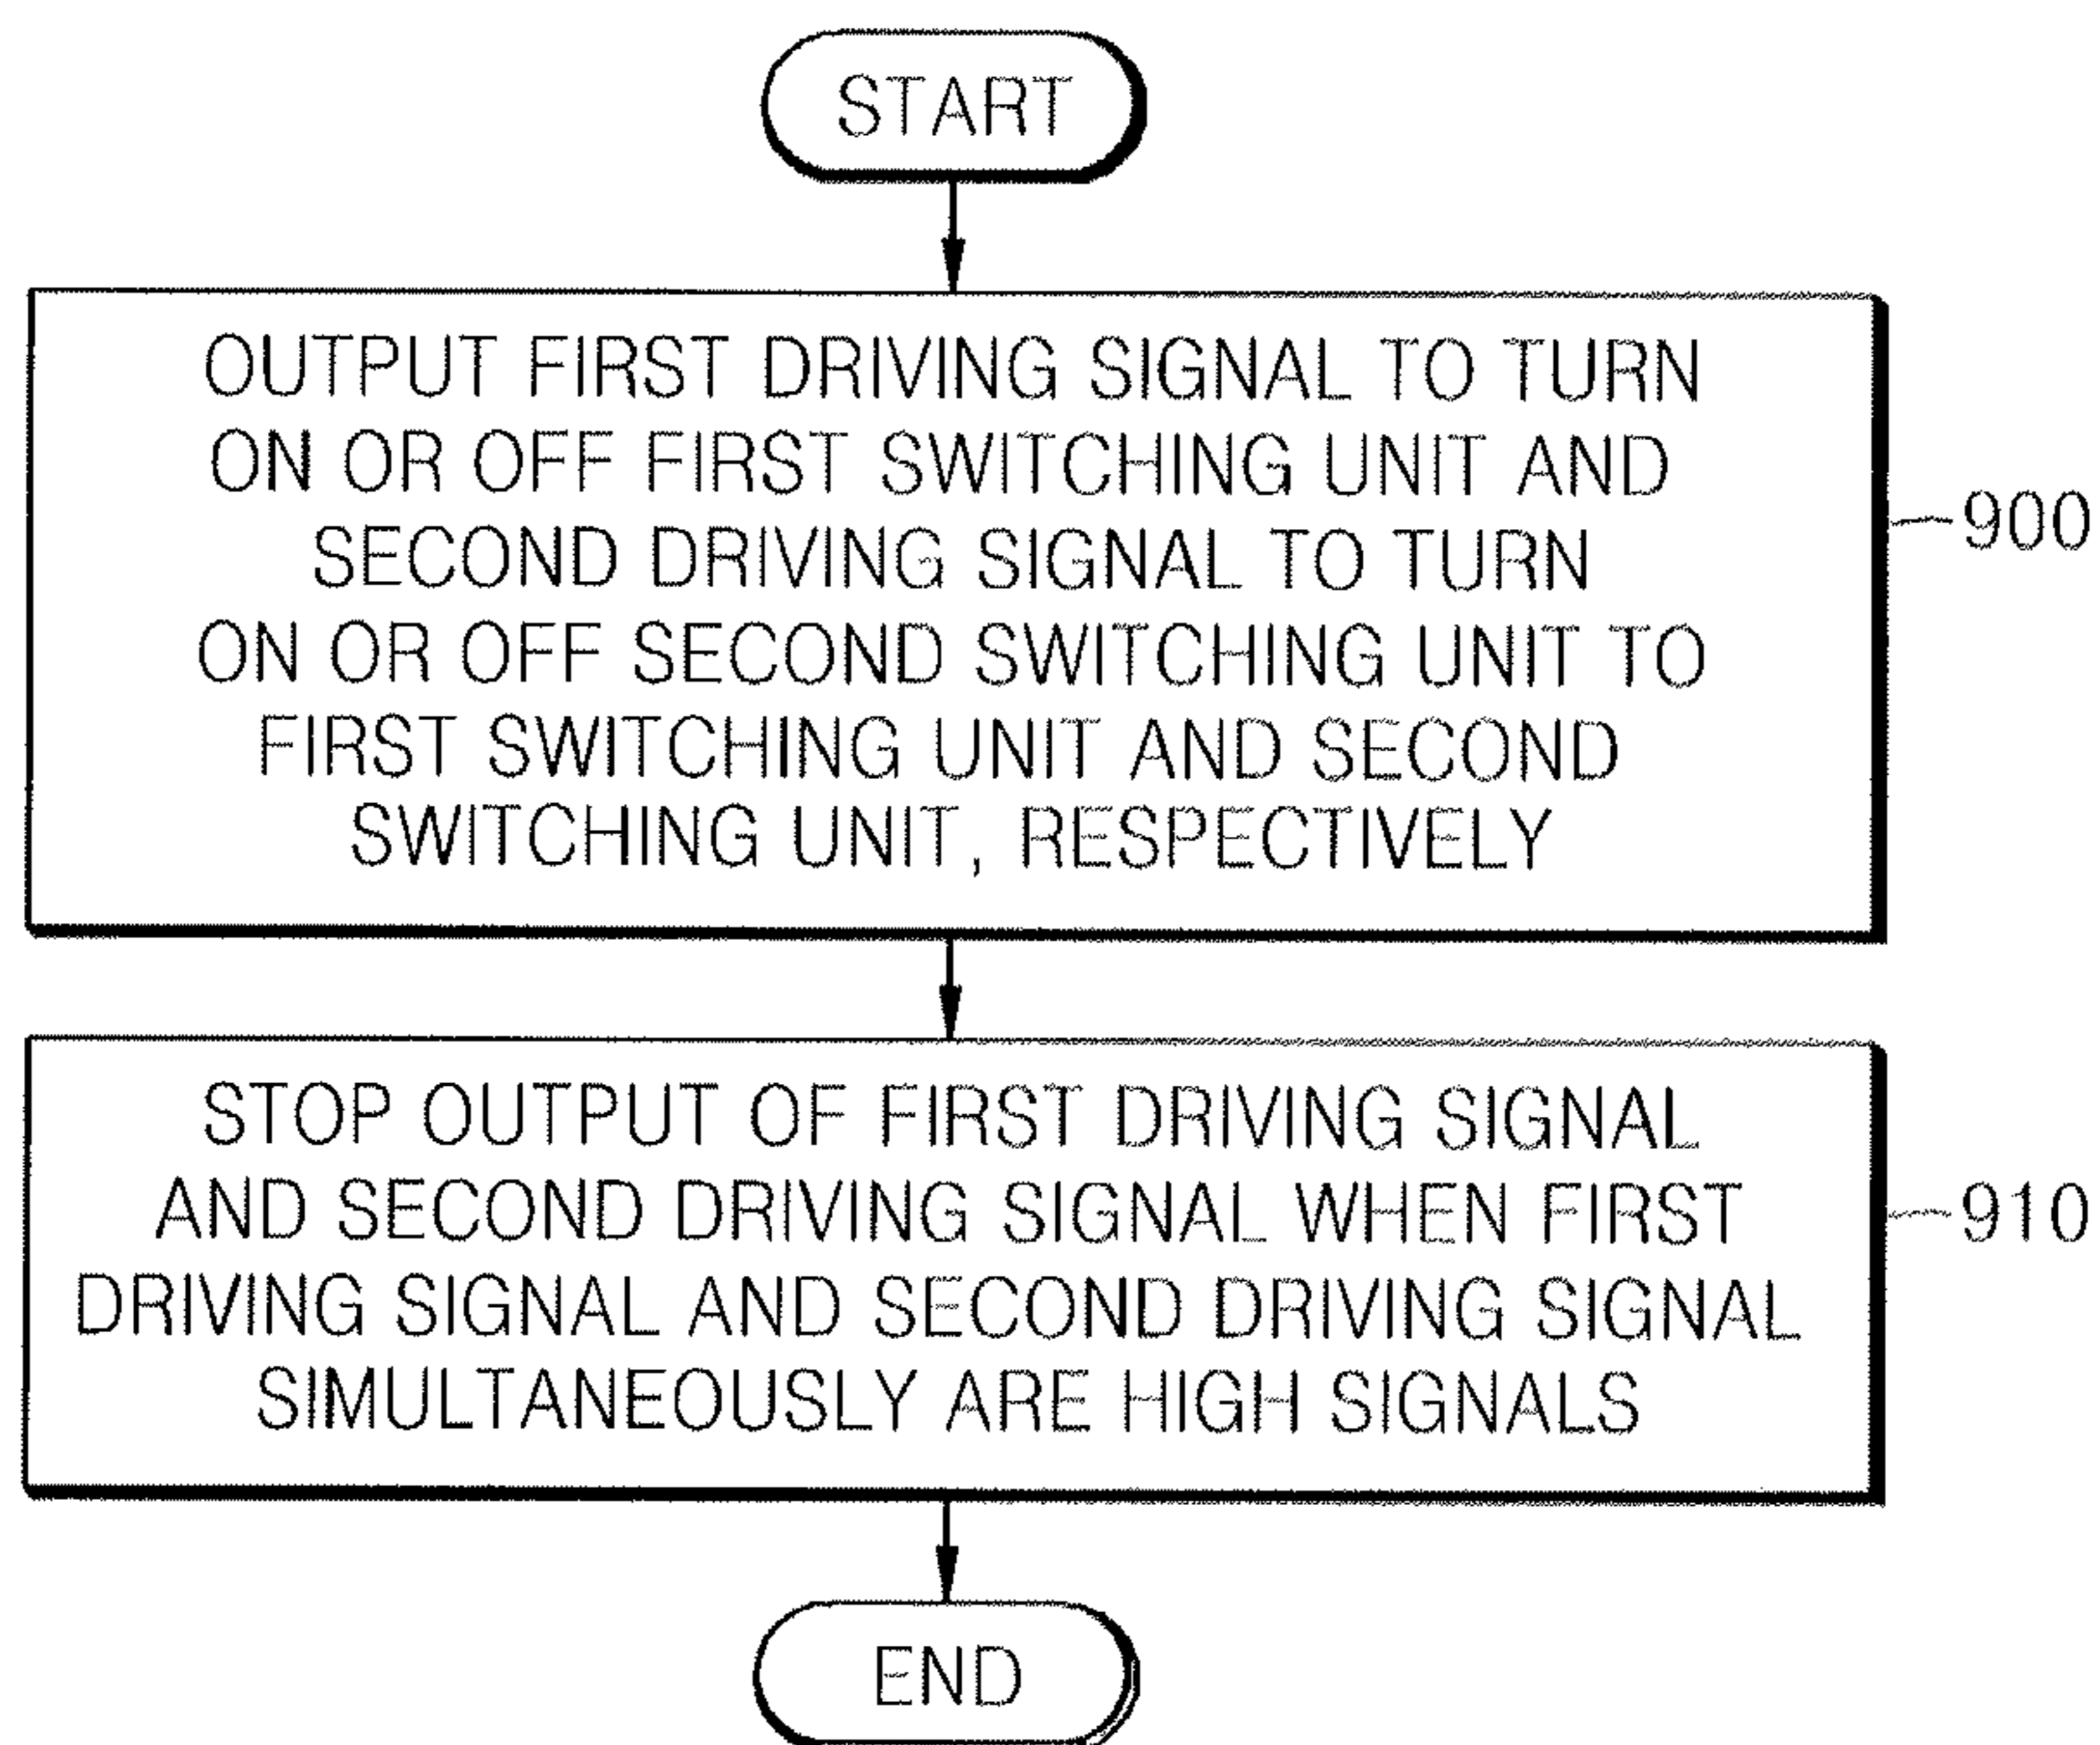 START
OUTPUT FIRST DRIVING SIGNAL TO TURN
ON OR OFF FIRST SWITCHING UNIT AND
SECOND DRIVING SIGNAL TO TURN
ON OR OFF SECOND SWITCHING UNIT TO
FIRST SWITCHING UNIT AND SECOND
SWITCHING UNIT, RESPECTIVELY
900
STOP OUTPUT OF FIRST DRIVING SIGNAL
AND SECOND DRIVING SIGNAL WHEN FIRST
DRIVING SIGNAL AND SECOND DRIVING SIGNAL
SIMULTANEOUSLY ARE HIGH SIGNALS
910
END